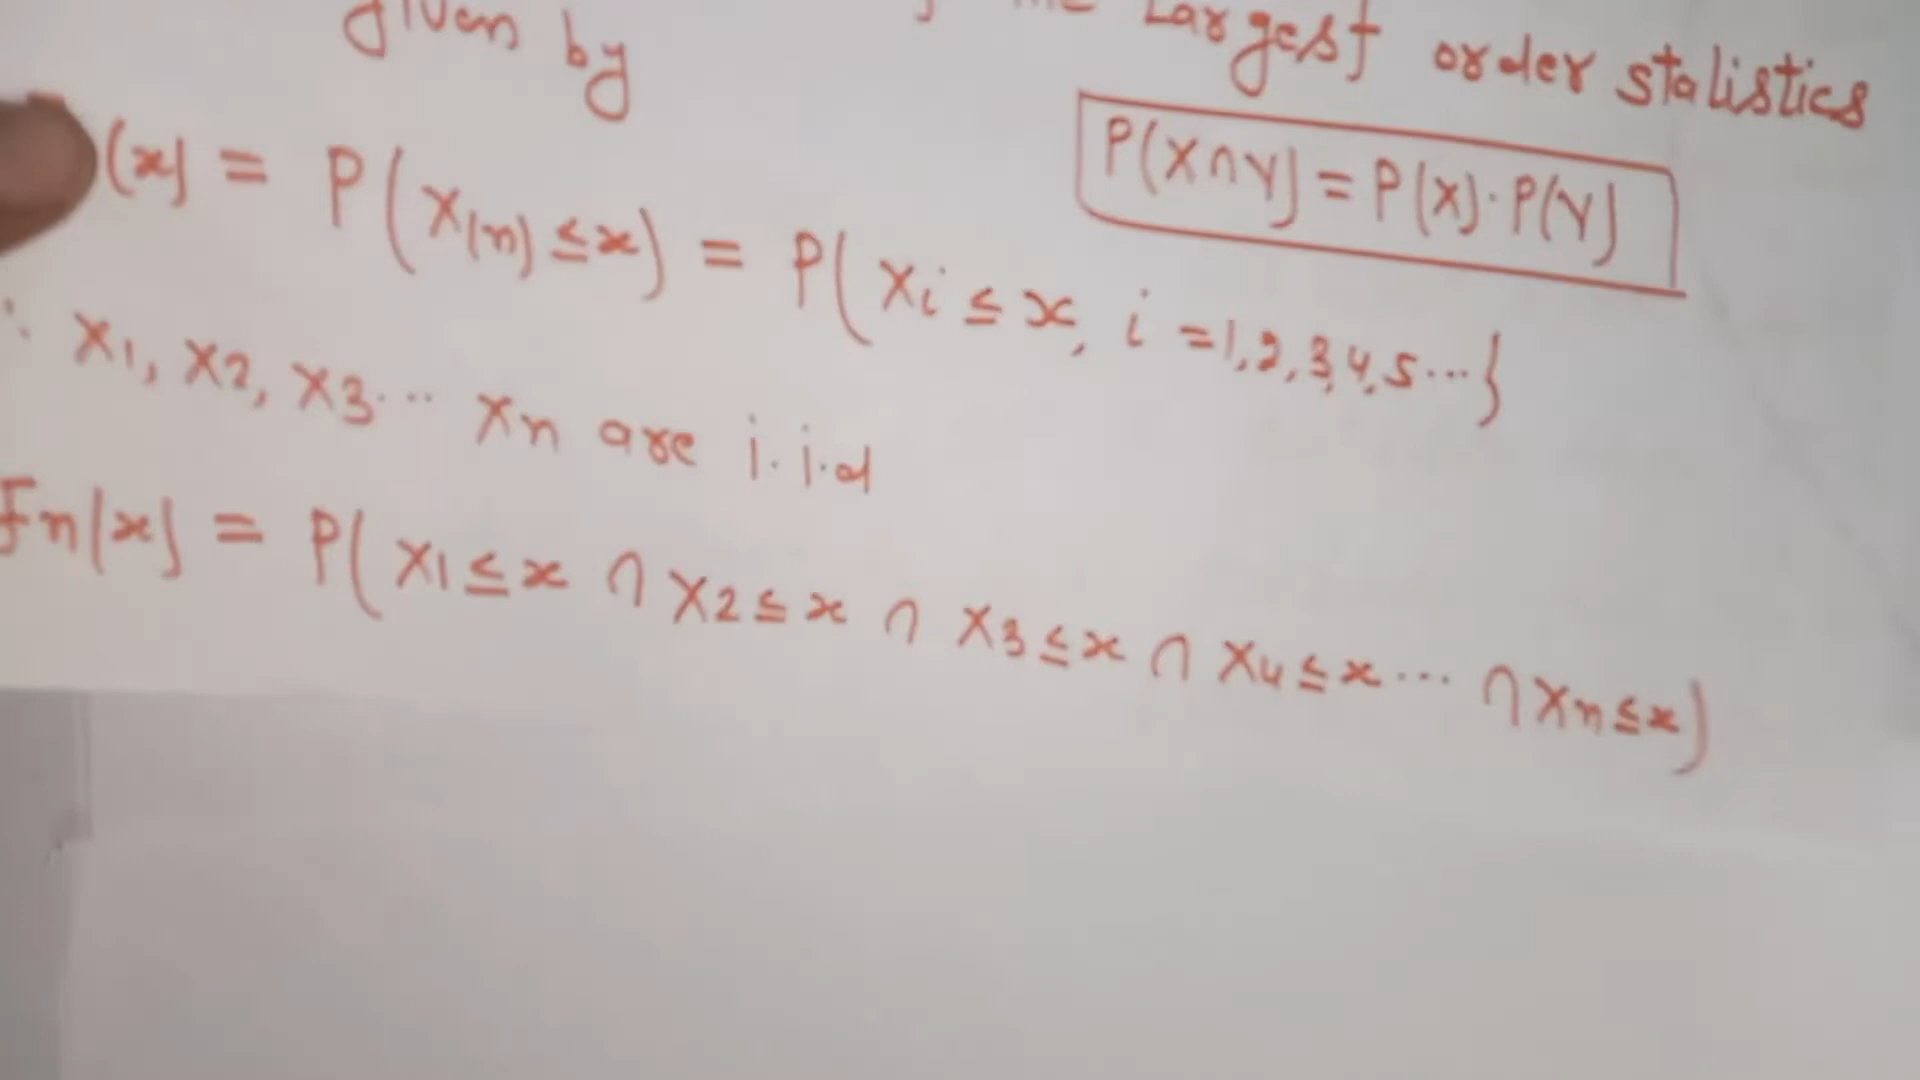 Largest order stalistics
given by
P(X∩Y) = P(X)·P(Y)
(x) = P(X(n) ≤x) = P(Xi ≤ x, i =1,2,3,4,5...}
X1, X2, X3... Xn are i.i.d
Fn(x) = P(X1≤x ∩ X2≤x ∩ X3≤x ∩ X4≤x... ∩Xn≤x)